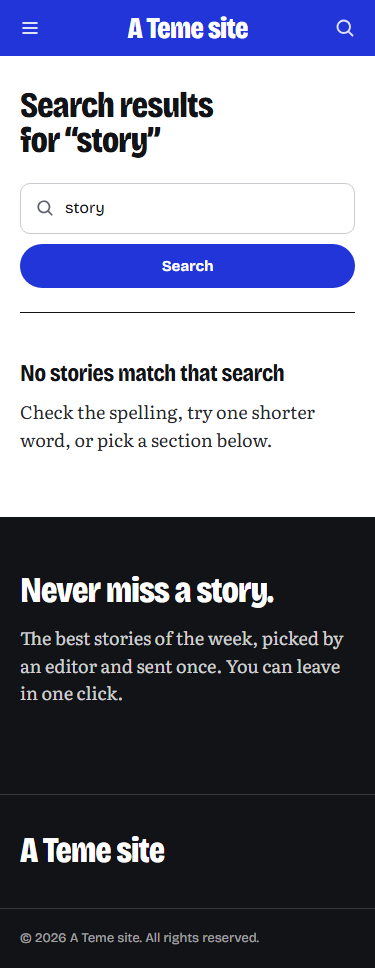 A Teme site
Search results
for “story”
story
Search
No stories match that search
Check the spelling, try one shorter
word, or pick a section below.
Never miss a story.
The best stories of the week, picked by
an editor and sent once. You can leave
in one click.
A Teme site
© 2026 A Teme site. All rights reserved.